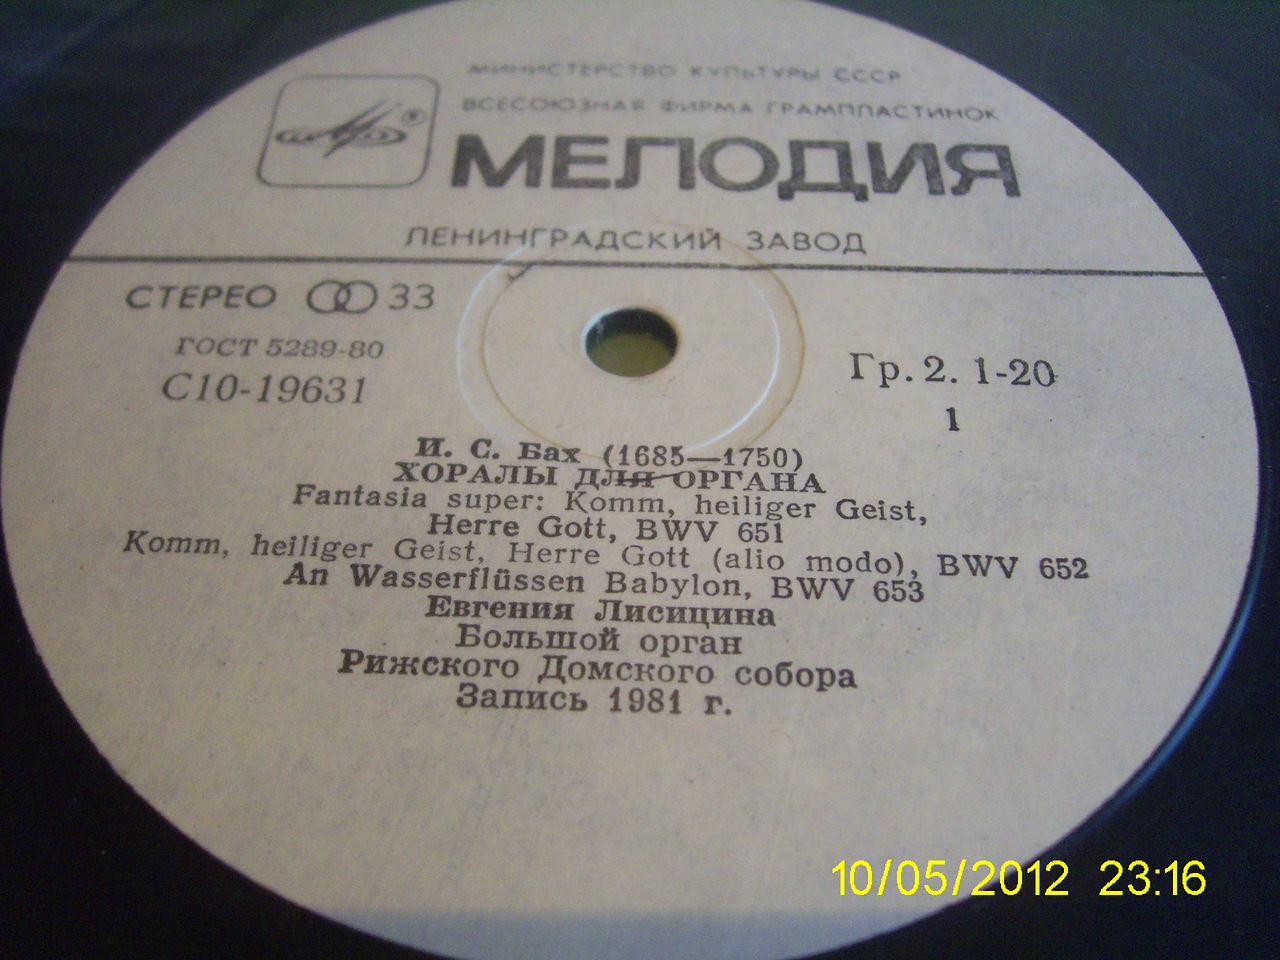 МИНИСТЕРСТВО КУЛЬТУРЫ СССР
ВСЕСОЮЗНАЯ ФИРМА ГРАМПЛАСТИНОК
®
МЕЛОДИЯ
ЛЕНИНГРАДСКИЙ ЗАВОД
СТЕРЕО 33
ГОСТ 5289-80
С10-19631
Гр. 2. 1-20
1
И. С. Бах (1685—1750)
ХОРАЛЫ ДЛЯ ОРГАНА
Fantasia super: Komm, heiliger Geist,
Herre Gott, BWV 651
Komm, heiliger Geist, Herre Gott (alio modo), BWV 652
An Wasserflüssen Babylon, BWV 653
Евгения Лисицина
Большой орган
Рижского Домского собора
Запись 1981 г.
10/05/2012 23:16